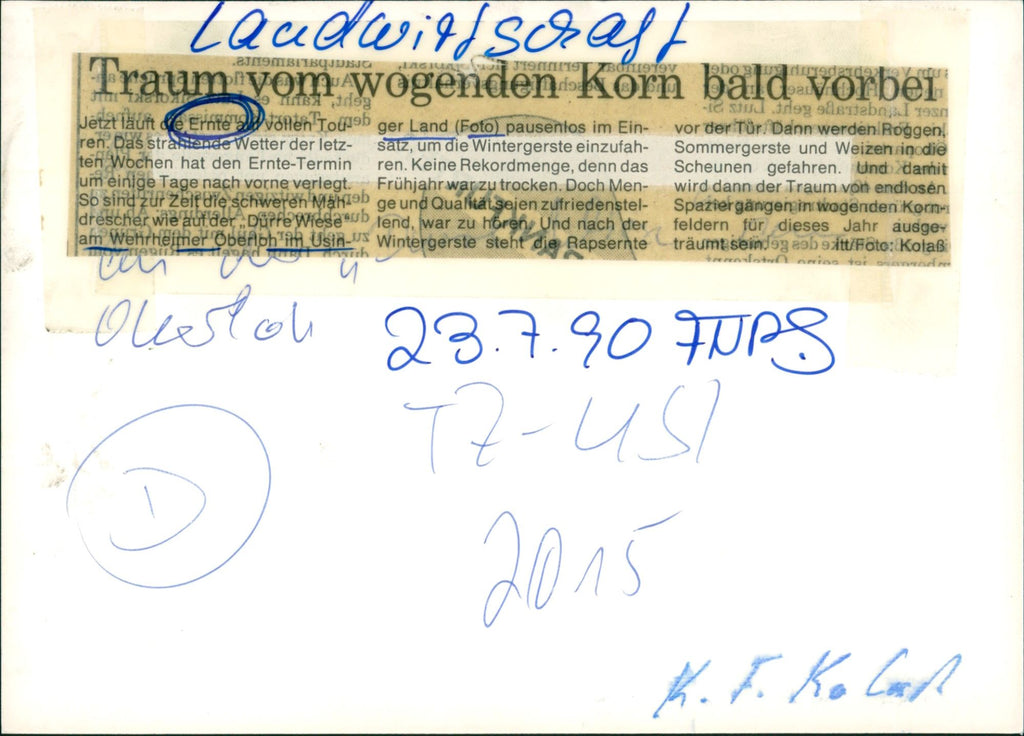 Landwirtschaft
Traum vom wogenden Korn bald vorbei
Jetzt läuft die Ernte auf vollen Tou-
ren. Das strahlende Wetter der letz-
ten Wochen hat den Ernte-Termin
um einige Tage nach vorne verlegt.
So sind zur Zeit die schweren Mäh-
drescher, wie auf der „Dürre Wiese“
am Wehrheimer Oberloh im Usin-
ger Land (Foto) pausenlos im Ein-
satz, um die Wintergerste einzufah-
ren. Keine Rekordmenge, denn das
Frühjahr war zu trocken. Doch Men-
ge und Qualität seien zufriedenstel-
lend, war zu hören. Und nach der
Wintergerste steht die Rapsernte
vor der Tür. Dann werden Roggen,
Sommergerste und Weizen in die
Scheunen gefahren. Und damit
wird dann der Traum von endlosen
Spaziergängen in wogenden Korn-
feldern für dieses Jahr ausge-
träumt sein. itt/Foto: Kolaß
Oberloh
23.7.90
TZ-USI
D
2015
K. F. Kolaß